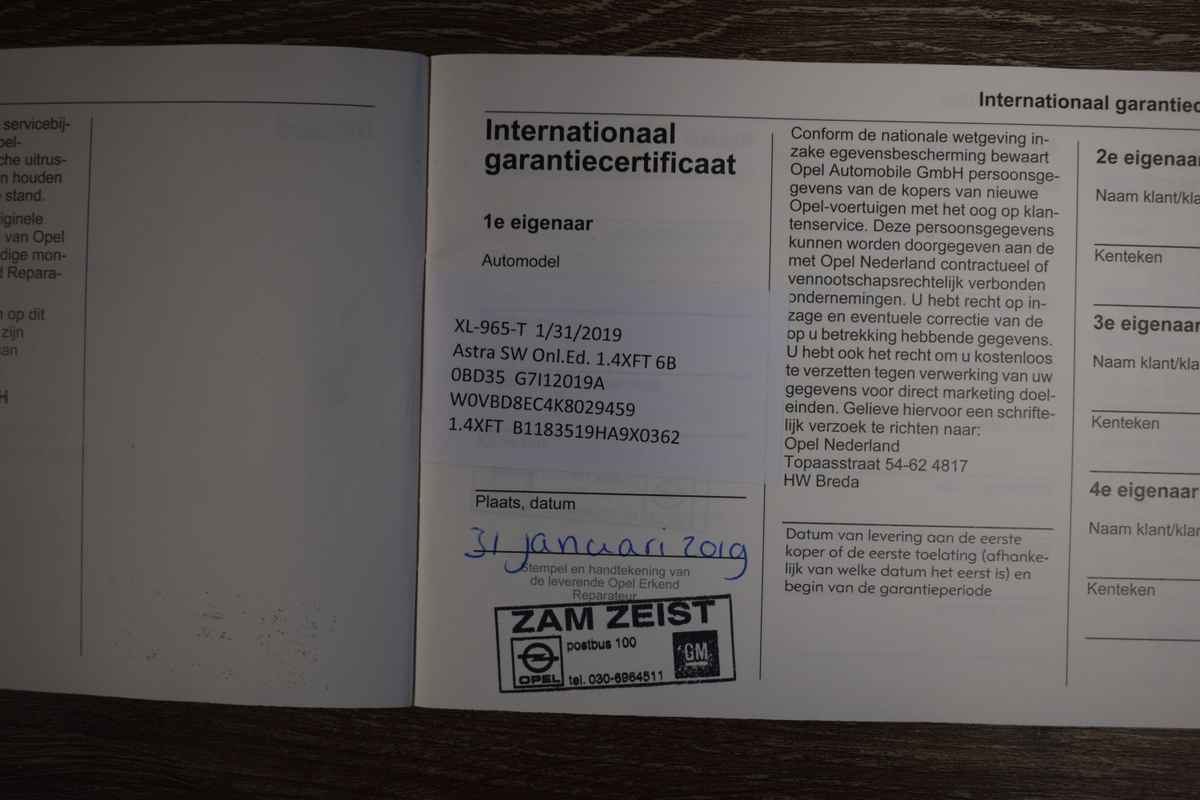 servicebij-
che uitrus-
n houden
stand.
van Opel
dige mon-
Repara-
op dit
zijn
Internationaal
garantiecertificaat
1e eigenaar
Automodel
XL-965-T 1/31/2019
Astra SW Onl.Ed. 1.4XFT 6B
0BD35 G7I12019A
W0VBD8EC4K8029459
1.4XFT B1183519HA9X0362
Plaats, datum
31 januari 2019
Stempel en handtekening van
de leverende Opel Erkend
Reparateur
ZAM ZEIST
postbus 100
OPEL
GM
tel. 030-6964511
Conform de nationale wetgeving in-
zake egevensbescherming bewaart
Opel Automobile GmbH persoonsge-
gevens van de kopers van nieuwe
Opel-voertuigen met het oog op klan-
tenservice. Deze persoonsgegevens
kunnen worden doorgegeven aan de
met Opel Nederland contractueel of
vennootschapsrechtelijk verbonden
ondernemingen. U hebt recht op in-
zage en eventuele correctie van de
op u betrekking hebbende gegevens.
U hebt ook het recht om u kostenloos
te verzetten tegen verwerking van uw
gegevens voor direct marketing doel-
einden. Gelieve hiervoor een schrifte-
lijk verzoek te richten naar:
Opel Nederland
Topaasstraat 54-62 4817
HW Breda
Datum van levering aan de eerste
koper of de eerste toelating (afhanke-
lijk van welke datum het eerst is) en
begin van de garantieperiode
Internationaal garantiec
2e eigenaar
Naam klant/kla
Kenteken
3e eigenaar
Naam klant/kla
Kenteken
4e eigenaar
Naam klant/kla
Kenteken